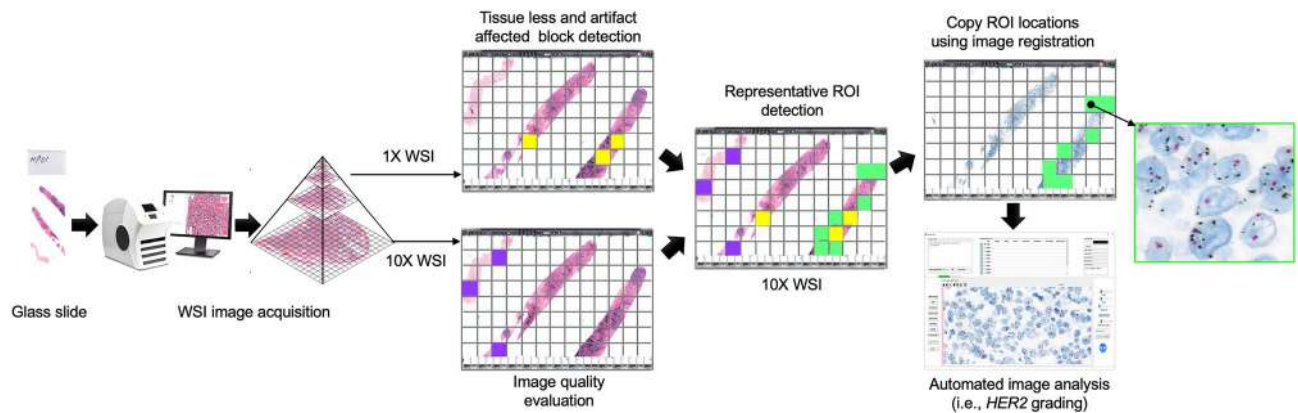 Tissue less and artifact
affected block detection
Copy ROI locations
using image registration
Representative ROI
detection
1X WSI
10X WSI
10X WSI
Glass slide
WSI image acquisition
Image quality
evaluation
Automated image analysis
(i.e., HER2 grading)